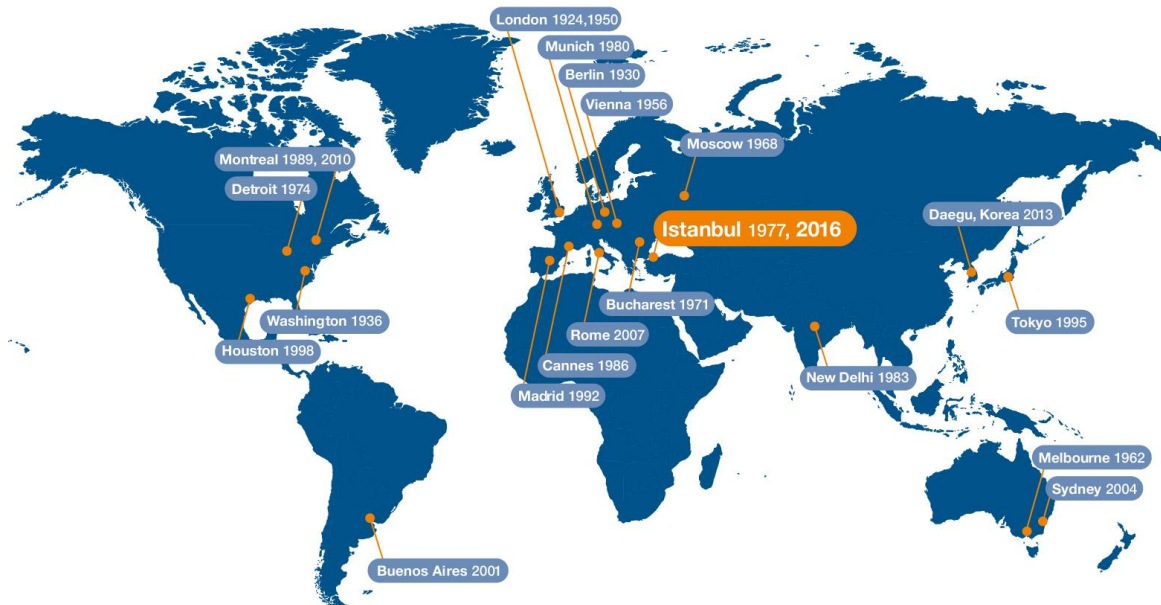 London 1924,1950
Munich 1980
Berlin 1930
Vienna 1956
Moscow 1968
Montreal 1989, 2010
Detroit 1974
Daegu, Korea 2013
Istanbul 1977, 2016
Bucharest 1971
Washington 1936
Tokyo 1995
Rome 2007
Houston 1998
Cannes 1986
New Delhi 1983
Madrid 1992
Melbourne 1962
Sydney 2004
Buenos Aires 2001